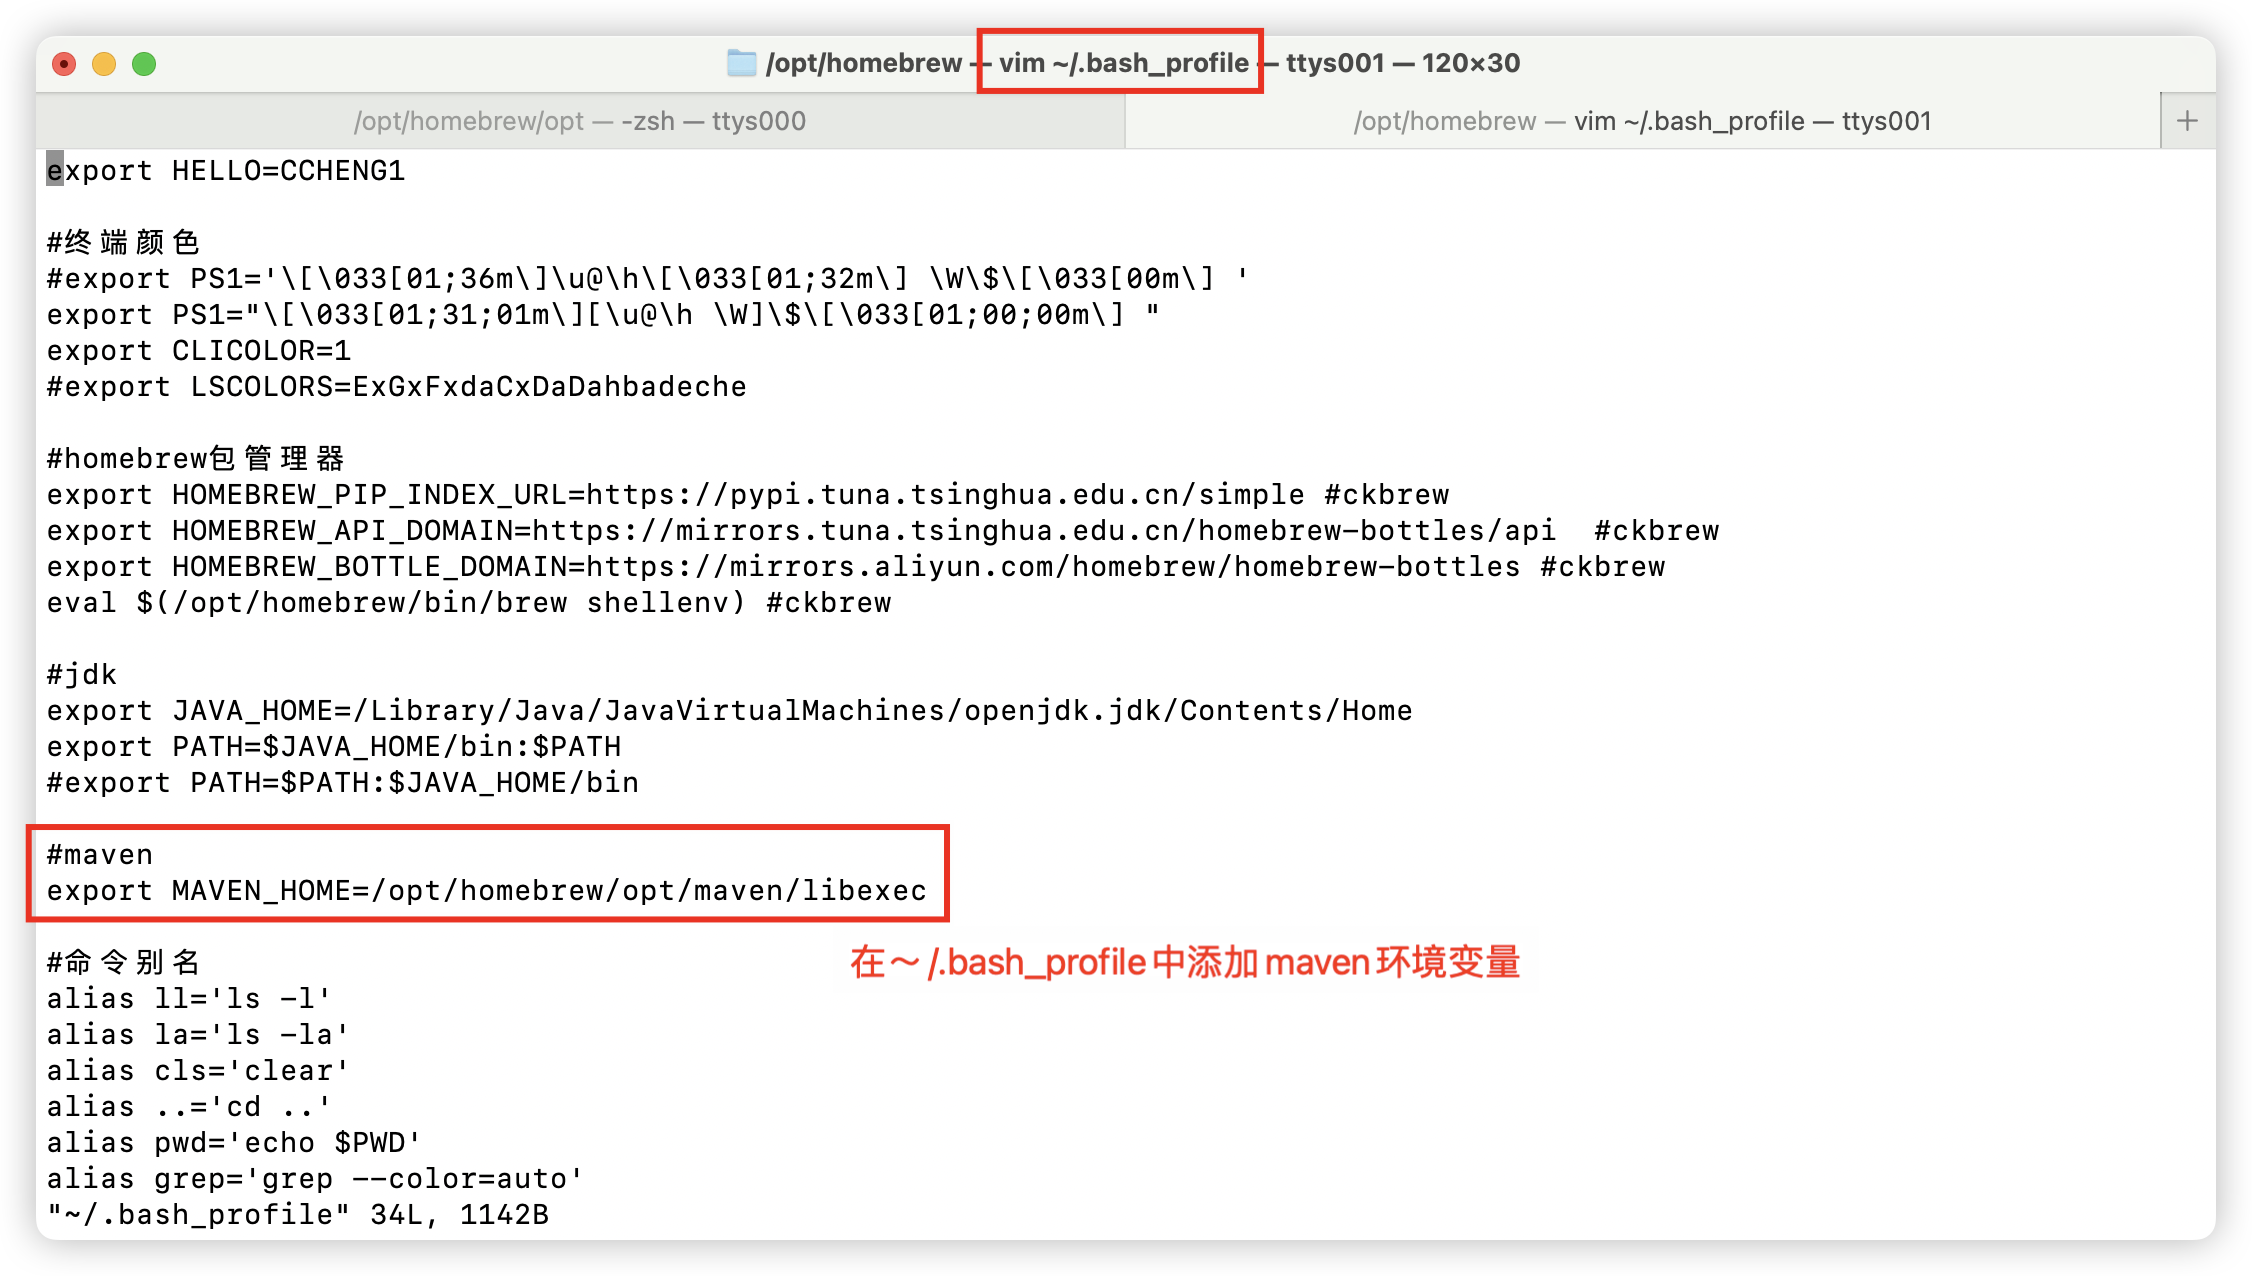 /opt/homebrew — vim ~/.bash_profile — ttys001 — 120×30
/opt/homebrew/opt — -zsh — ttys000
/opt/homebrew — vim ~/.bash_profile — ttys001
+
export HELLO=CCHENG1
#终端颜色
#export PS1='\[\033[01;36m\]\u@\h\[\033[01;32m\] \W\$\[\033[00m\] '
export PS1="\[\033[01;31;01m\][\u@\h \W]\$\[\033[01;00;00m\] "
export CLICOLOR=1
#export LSCOLORS=ExGxFxdaCxDaDahbadeche
#homebrew包管理器
export HOMEBREW_PIP_INDEX_URL=https://pypi.tuna.tsinghua.edu.cn/simple #ckbrew
export HOMEBREW_API_DOMAIN=https://mirrors.tuna.tsinghua.edu.cn/homebrew-bottles/api  #ckbrew
export HOMEBREW_BOTTLE_DOMAIN=https://mirrors.aliyun.com/homebrew/homebrew-bottles #ckbrew
eval $(/opt/homebrew/bin/brew shellenv) #ckbrew
#jdk
export JAVA_HOME=/Library/Java/JavaVirtualMachines/openjdk.jdk/Contents/Home
export PATH=$JAVA_HOME/bin:$PATH
#export PATH=$PATH:$JAVA_HOME/bin
#maven
export MAVEN_HOME=/opt/homebrew/opt/maven/libexec
#命令别名
在～/.bash_profile中添加maven环境变量
alias ll='ls -l'
alias la='ls -la'
alias cls='clear'
alias ..='cd ..'
alias pwd='echo $PWD'
alias grep='grep --color=auto'
"~/.bash_profile" 34L, 1142B